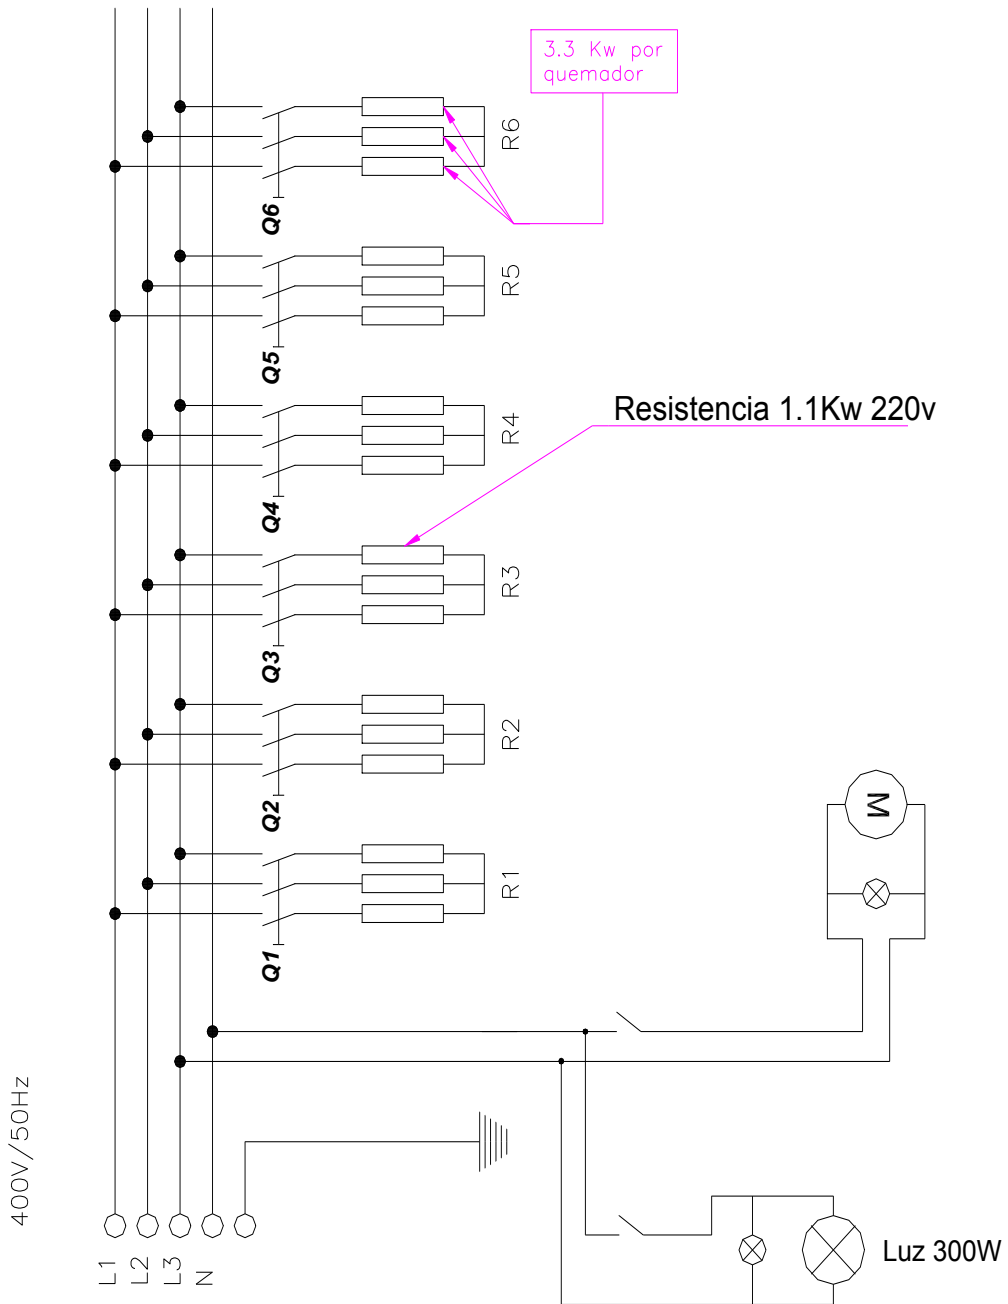 3.3 Kw por
quemador
R6
Q6
R5
Q5
Resistencia 1.1Kw 220v
R4
Q4
R3
Q3
R2
Q2
M
R1
Q1
400V/50Hz
L1
L2
L3
N
Luz 300W